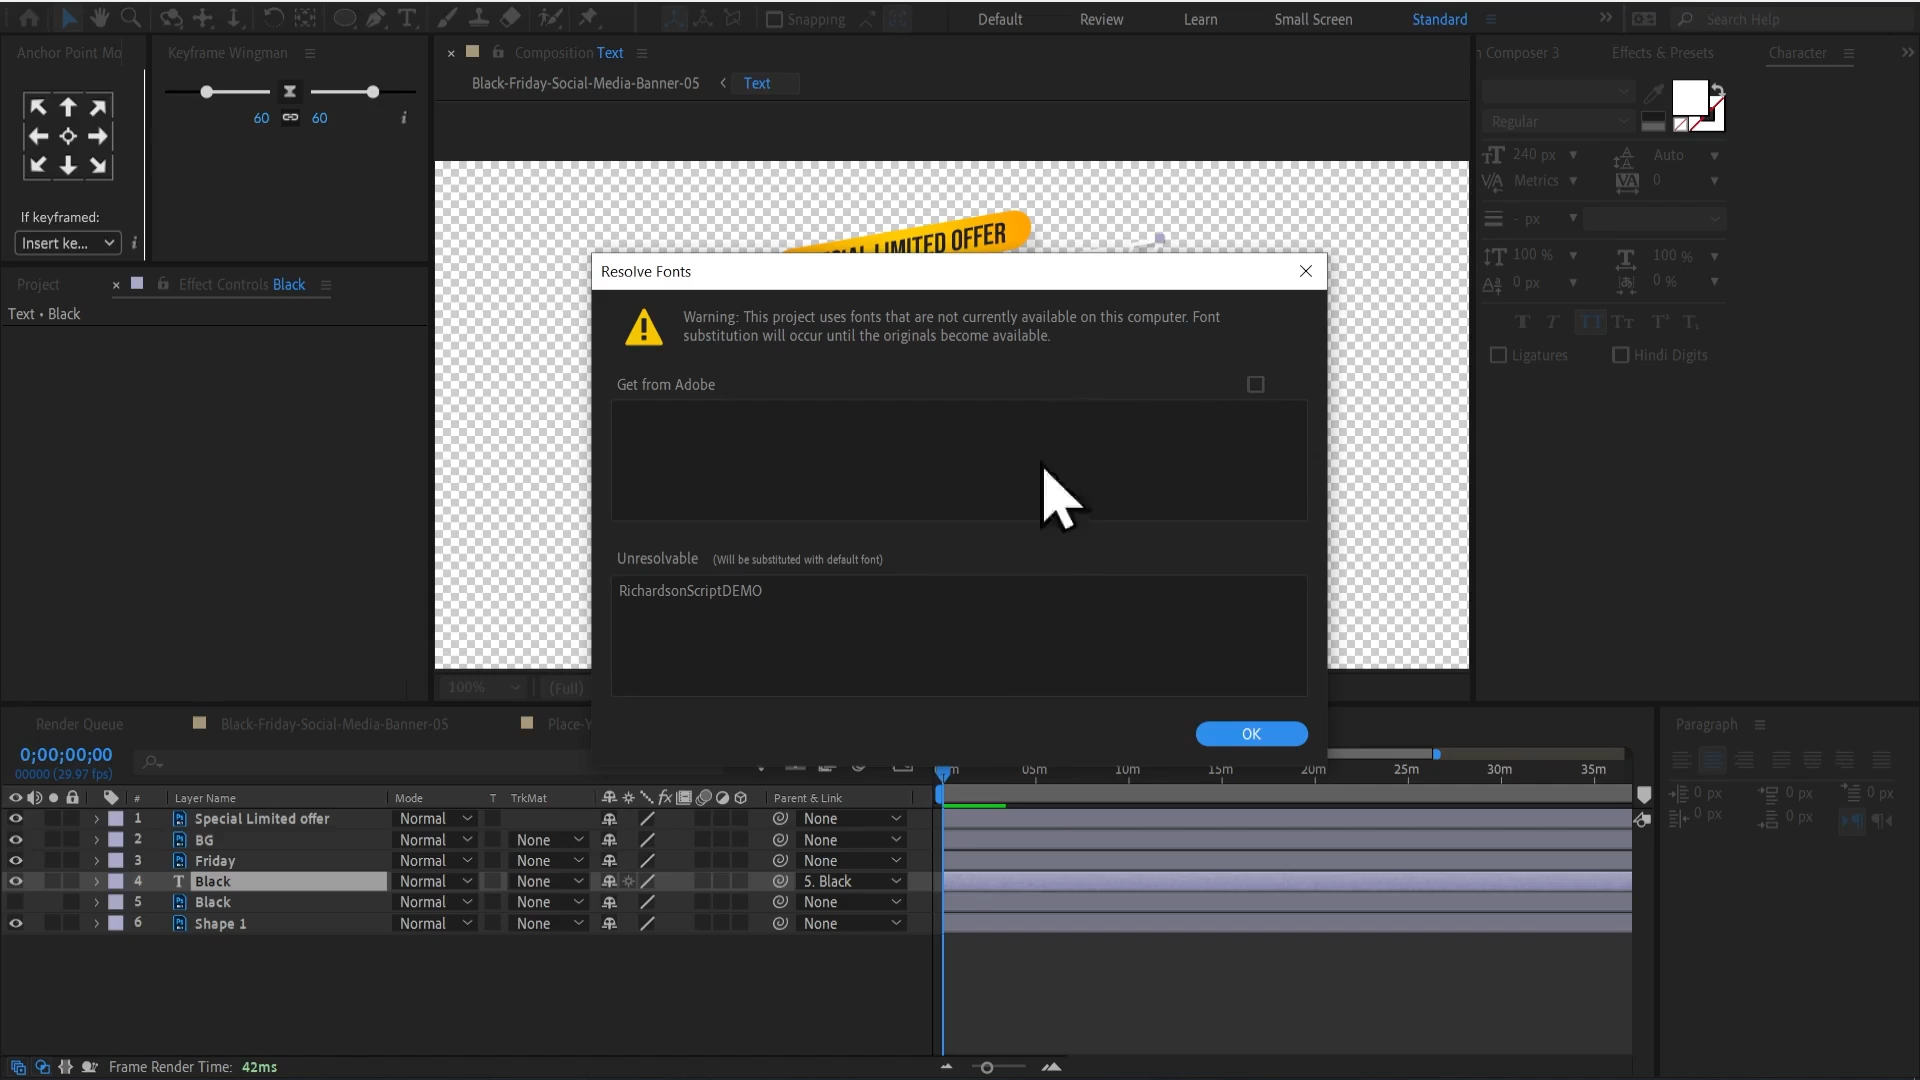 Snapping
Default
Review
Learn
Small Screen
Standard
Search Help
Anchor Point Mo
Keyframe Wingman
Composition Text
Composer 3
Effects & Presets
Character
Black-Friday-Social-Media-Banner-05
Text
60
60
Regular
240 px
Auto
Metrics
0
- px
100 %
100 %
0 px
0 %
Ligatures
Hindi Digits
If keyframed:
Insert ke...
LIMITED OFFER
Project
Effect Controls Black
Text • Black
Resolve Fonts
Warning: This project uses fonts that are not currently available on this computer. Font
substitution will occur until the originals become available.
Get from Adobe
Unresolvable
(Will be substituted with default font)
RichardsonScriptDEMO
OK
100%
(Full)
Render Queue
Black-Friday-Social-Media-Banner-05
Place-Y
Paragraph
0;00;00;00
00000 (29.97 fps)
05m
10m
15m
20m
25m
30m
35m
#
Layer Name
Mode
T
TrkMat
fx
Parent & Link
0 px
0 px
0 px
0 px
0 px
1
Special Limited offer
Normal
None
2
BG
Normal
None
None
3
Friday
Normal
None
None
4
T
Black
Normal
None
5. Black
5
Black
Normal
None
None
6
Shape 1
Normal
None
None
Frame Render Time: 42ms